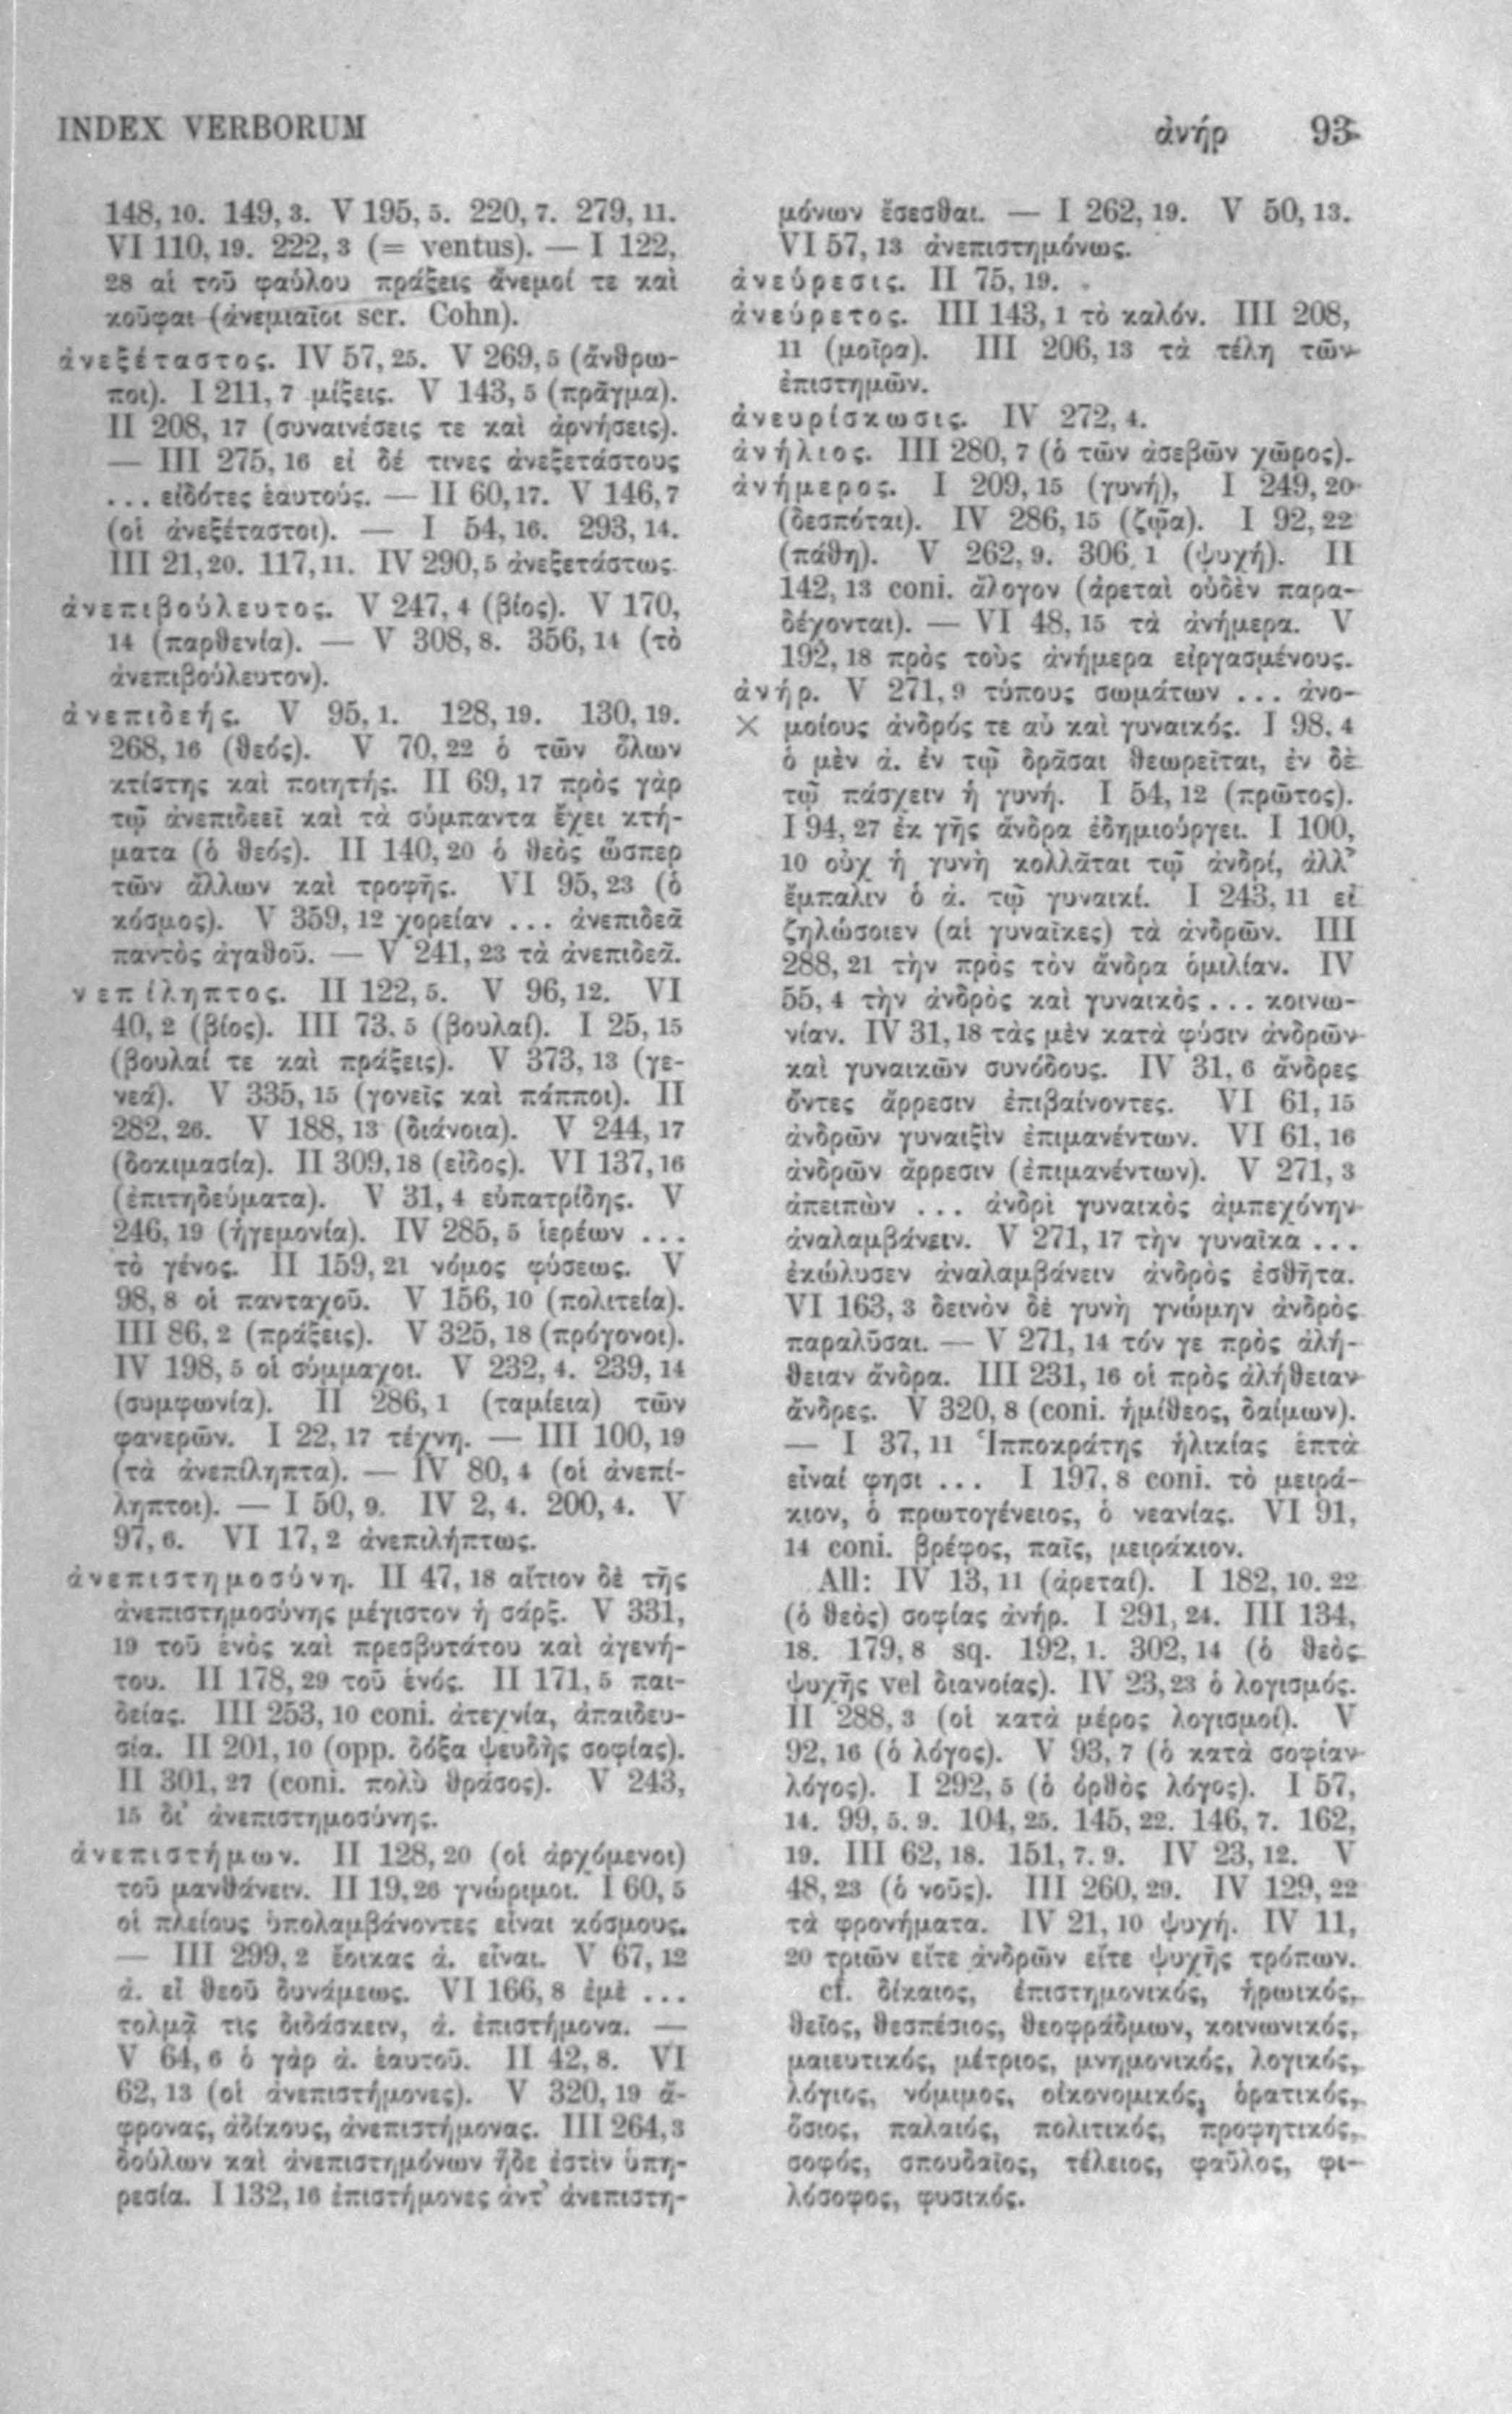 INDEX VERBORUM
ἀνήρ 93
148, 10. 149, 3. V 195, 5. 220, 7. 279, 11.
VI 110, 19. 222, 3 (= ventus). — I 122,
28 αἱ τοῦ φαύλου πράξεις ἄνεμοί τε καὶ
κοῦφαι (ἀνεμιαῖοι scr. Cohn).
ἀνεξέταστος. IV 57, 25. V 269, 5 (ἄνθρω-
ποι). I 211, 7 μίξεις. V 143, 5 (πρᾶγμα).
II 208, 17 (συναινέσεις τε καὶ ἀρνήσεις).
— III 275, 16 εἰ δέ τινες ἀνεξετάστους
... εἰδότες ἑαυτούς. — II 60, 17. V 146, 7
(οἱ ἀνεξέταστοι). — I 54, 16. 293, 14.
III 21, 20. 117, 11. IV 290, 5 ἀνεξετάστως
ἀνεπιβούλευτος. V 247, 4 (βίος). V 170,
14 (παρθενία). — V 308, 8. 356, 14 (τὸ
ἀνεπιβούλευτον).
ἀνεπιδεής. V 95, 1. 128, 19. 130, 19.
268, 16 (θεός). V 70, 22 ὁ τῶν ὅλων
κτίστης καὶ ποιητής. II 69, 17 πρὸς γὰρ
τῷ ἀνεπιδεεῖ καὶ τὰ σύμπαντα ἔχει κτή-
ματα (ὁ θεός). II 140, 20 ὁ θεὸς ὥσπερ
τῶν ἄλλων καὶ τροφῆς. VI 95, 23 (ὁ
κόσμος). V 359, 12 χορείαν ... ἀνεπιδεᾶ
παντὸς ἀγαθοῦ. — V 241, 23 τὰ ἀνεπιδεᾶ.
νεπίληπτος. II 122, 5. V 96, 12. VI
40, 2 (βίος). III 73, 5 (βουλαί). I 25, 15
(βουλαί τε καὶ πράξεις). V 373, 13 (γε-
νεά). V 335, 15 (γονεῖς καὶ πάπποι). II
282, 26. V 188, 13 (διάνοια). V 244, 17
(δοκιμασία). II 309, 18 (εἶδος). VI 137, 16
(ἐπιτηδεύματα). V 31, 4 εὐπατρίδης. V
246, 19 (ἡγεμονία). IV 285, 5 ἱερέων ...
τὸ γένος. II 159, 21 νόμος φύσεως. V
98, 8 οἱ πανταχοῦ. V 156, 10 (πολιτεία).
III 86, 2 (πράξεις). V 325, 18 (πρόγονοι).
IV 198, 5 οἱ σύμμαχοι. V 232, 4. 239, 14
(συμφωνία). II 286, 1 (ταμίεια) τῶν
φανερῶν. I 22, 17 τέχνη. — III 100, 19
(τὰ ἀνεπίληπτα). — IV 80, 4 (οἱ ἀνεπί-
ληπτοι). — I 50, 9. IV 2, 4. 200, 4. V
97, 6. VI 17, 2 ἀνεπιλήπτως.
ἀνεπιστημοσύνη. II 47, 18 αἴτιον δὲ τῆς
ἀνεπιστημοσύνης μέγιστον ἡ σάρξ. V 331,
19 τοῦ ἑνὸς καὶ πρεσβυτάτου καὶ ἀγενή-
του. II 178, 29 τοῦ ἑνός. II 171, 5 παι-
δείας. III 253, 10 coni. ἀτεχνία, ἀπαιδευ-
σία. II 201, 10 (opp. δόξα ψευδὴς σοφίας).
II 301, 27 (coni. πολὺ θράσος). V 243,
15 δι’ ἀνεπιστημοσύνης.
ἀνεπιστήμων. II 128, 20 (οἱ ἀρχόμενοι)
τοῦ μανθάνειν. II 19, 26 γνώριμοι. I 60, 5
οἱ πλείους ὑπολαμβάνοντες εἶναι κόσμους.
— III 299, 2 ἔοικας ἀ. εἶναι. V 67, 12
ἀ. εἶ θεοῦ δυνάμεως. VI 166, 8 ἐμὲ ...
τολμᾷ τις διδάσκειν, ἀ. ἐπιστήμονα. —
V 64, 6 ὁ γὰρ ἀ. ἑαυτοῦ. II 42, 8. VI
62, 13 (οἱ ἀνεπιστήμονες). V 320, 19 ἄ-
φρονας, ἀδίκους, ἀνεπιστήμονας. III 264, 3
δούλων καὶ ἀνεπιστημόνων ἥδε ἐστὶν ὑπη-
ρεσία. I 132, 16 ἐπιστήμονες ἀντ’ ἀνεπιστη-
μόνων ἔσεσθαι. — I 262, 19. V 50, 13.
VI 57, 13 ἀνεπιστημόνως.
ἀνεύρεσις. II 75, 19.
ἀνεύρετος. III 143, 1 τὸ καλόν. III 208,
11 (μοῖρα). III 206, 13 τὰ τέλη τῶν
ἐπιστημῶν.
ἀνευρίσκωσις. IV 272, 4.
ἀνήλιος. III 280, 7 (ὁ τῶν ἀσεβῶν χῶρος).
ἀνήμερος. I 209, 15 (γυνή), I 249, 20
(δεσπόται). IV 286, 15 (ζῷα). I 92, 22
(πάθη). V 262, 9. 306, 1 (ψυχή). II
142, 13 coni. ἄλογον (ἀρεταὶ οὐδὲν παρα-
δέχονται). — VI 48, 15 τὰ ἀνήμερα. V
192, 18 πρὸς τοὺς ἀνήμερα εἰργασμένους.
ἀνήρ. V 271, 9 τύπους σωμάτων ... ἀνο-
× μοίους ἀνδρός τε αὖ καὶ γυναικός. I 98, 4
ὁ μὲν ἀ. ἐν τῷ δρᾶσαι θεωρεῖται, ἐν δὲ
τῷ πάσχειν ἡ γυνή. I 54, 12 (πρῶτος).
I 94, 27 ἐκ γῆς ἄνδρα ἐδημιούργει. I 100,
10 οὐχ ἡ γυνὴ κολλᾶται τῷ ἀνδρί, ἀλλ’
ἔμπαλιν ὁ ἀ. τῷ γυναικί. I 243, 11 εἰ
ζηλώσοιεν (αἱ γυναῖκες) τὰ ἀνδρῶν. III
288, 21 τὴν πρὸς τὸν ἄνδρα ὁμιλίαν. IV
55, 4 τὴν ἀνδρὸς καὶ γυναικὸς ... κοινω-
νίαν. IV 31, 18 τὰς μὲν κατὰ φύσιν ἀνδρῶν
καὶ γυναικῶν συνόδους. IV 31, 6 ἄνδρες
ὄντες ἄρρεσιν ἐπιβαίνοντες. VI 61, 15
ἀνδρῶν γυναιξὶν ἐπιμανέντων. VI 61, 16
ἀνδρῶν ἄρρεσιν (ἐπιμανέντων). V 271, 3
ἀπειπὼν ... ἀνδρὶ γυναικὸς ἀμπεχόνην
ἀναλαμβάνειν. V 271, 17 τὴν γυναῖκα ...
ἐκώλυσεν ἀναλαμβάνειν ἀνδρὸς ἐσθῆτα.
VI 163, 3 δεινὸν δὲ γυνὴ γνώμην ἀνδρὸς
παραλῦσαι. — V 271, 14 τόν γε πρὸς ἀλή-
θειαν ἄνδρα. III 231, 16 οἱ πρὸς ἀλήθειαν
ἄνδρες. V 320, 8 (coni. ἡμίθεος, δαίμων).
— I 37, 11 Ἱπποκράτης ἡλικίας ἑπτὰ
εἶναί φησι ... I 197, 8 coni. τὸ μειρά-
κιον, ὁ πρωτογένειος, ὁ νεανίας. VI 91,
14 coni. βρέφος, παῖς, μειράκιον.
All: IV 13, 11 (ἀρεταί). I 182, 10. 22
(ὁ θεὸς) σοφίας ἀνήρ. I 291, 24. III 134,
18. 179, 8 sq. 192, 1. 302, 14 (ὁ θεὸς
ψυχῆς vel διανοίας). IV 23, 23 ὁ λογισμός.
II 288, 3 (οἱ κατὰ μέρος λογισμοί). V
92, 16 (ὁ λόγος). V 93, 7 (ὁ κατὰ σοφίαν
λόγος). I 292, 5 (ὁ ὀρθὸς λόγος). I 57,
14. 99, 5. 9. 104, 25. 145, 22. 146, 7. 162,
19. III 62, 18. 151, 7. 9. IV 23, 12. V
48, 23 (ὁ νοῦς). III 260, 29. IV 129, 22
τὰ φρονήματα. IV 21, 10 ψυχή. IV 11,
20 τριῶν εἴτε ἀνδρῶν εἴτε ψυχῆς τρόπων.
cf. δίκαιος, ἐπιστημονικός, ἡρωικός,
θεῖος, θεσπέσιος, θεοφράδμων, κοινωνικός,
μαιευτικός, μέτριος, μνημονικός, λογικός,
λόγιος, νόμιμος, οἰκονομικός, ὁρατικός,
ὅσιος, παλαιός, πολιτικός, προφητικός,
σοφός, σπουδαῖος, τέλειος, φαῦλος, φι-
λόσοφος, φυσικός.